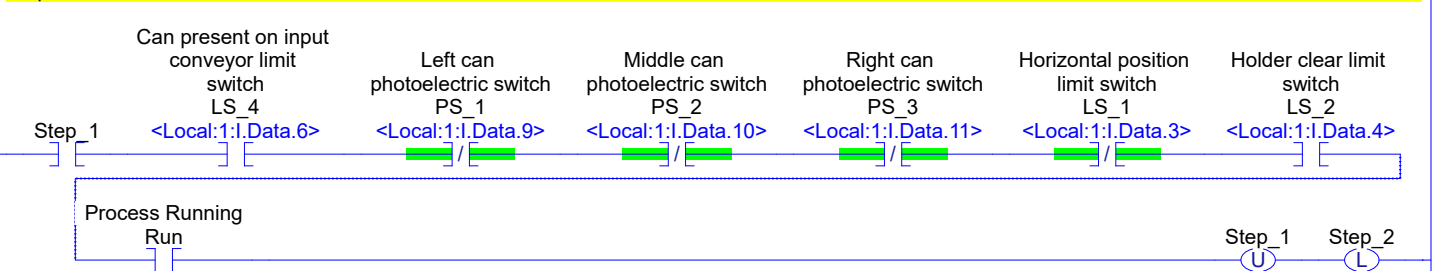 Can present on input
conveyor limit
switch
LS_4
<Local:1:I.Data.6>
Left can
photoelectric switch
PS_1
<Local:1:I.Data.9>
Middle can
photoelectric switch
PS_2
<Local:1:I.Data.10>
Right can
photoelectric switch
PS_3
<Local:1:I.Data.11>
Horizontal position
limit switch
LS_1
<Local:1:I.Data.3>
Holder clear limit
switch
LS_2
<Local:1:I.Data.4>
Step_1
/
/
/
/
Process Running
Run
Step_1
U
Step_2
L